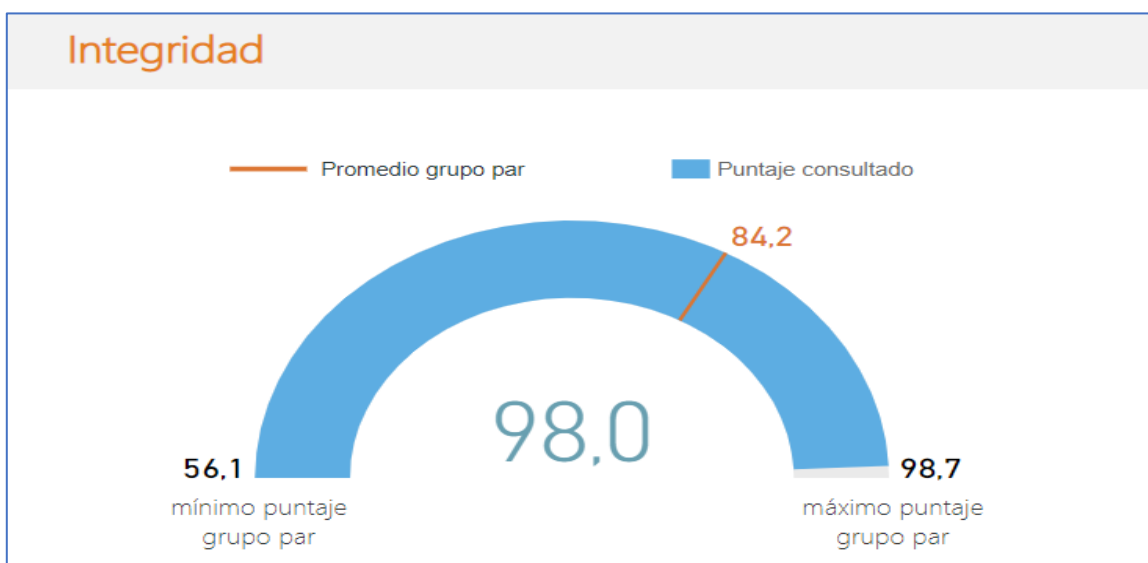 Integridad
Promedio grupo par
Puntaje consultado
84,2
98,0
56,1
98,7
mínimo puntaje
grupo par
máximo puntaje
grupo par